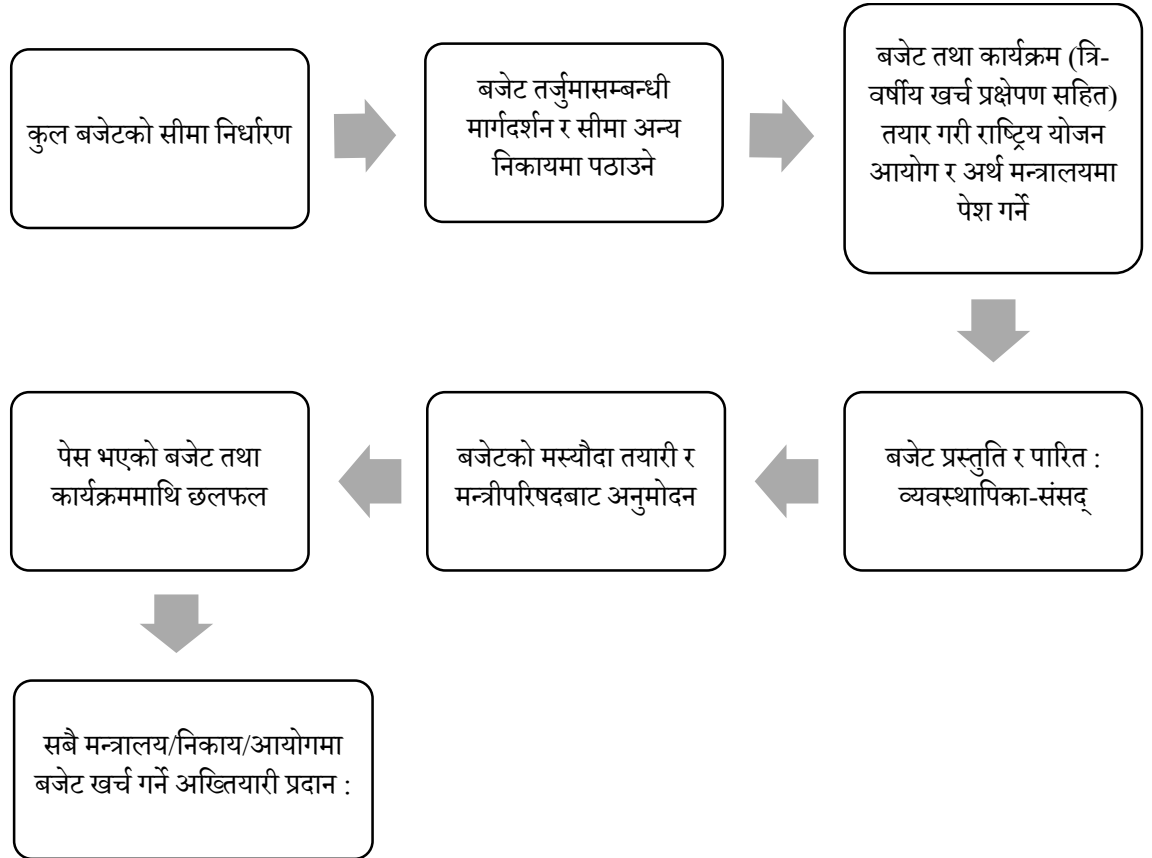 कुल बजेटको सीमा निर्धारण
बजेट तर्जुमासम्बन्धी
मार्गदर्शन र सीमा अन्य
निकायमा पठाउने
बजेट तथा कार्यक्रम (त्रि-
वर्षीय खर्च प्रक्षेपण सहित)
तयार गरी राष्ट्रिय योजन
आयोग र अर्थ मन्त्रालयमा
पेश गर्ने
बजेट प्रस्तुति र पारित :
व्यवस्थापिका-संसद्
बजेटको मस्यौदा तयारी र
मन्त्रीपरिषदबाट अनुमोदन
पेस भएको बजेट तथा
कार्यक्रममाथि छलफल
सबै मन्त्रालय/निकाय/आयोगमा
बजेट खर्च गर्ने अख्तियारी प्रदान :